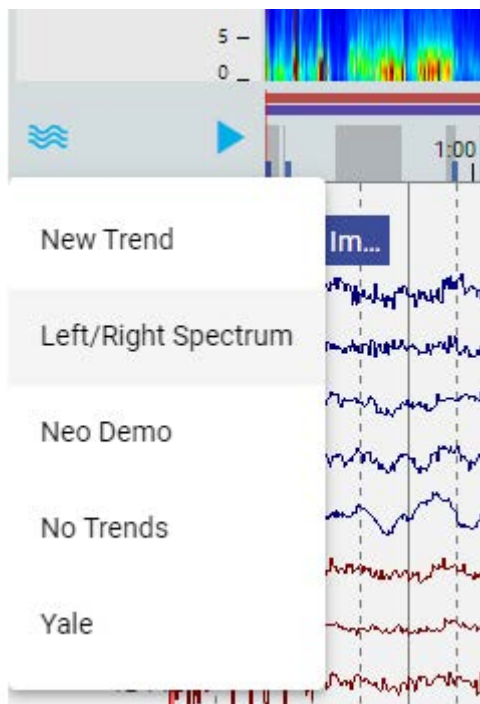 5
0
1:00
New Trend
Im...
Left/Right Spectrum
Neo Demo
No Trends
Yale